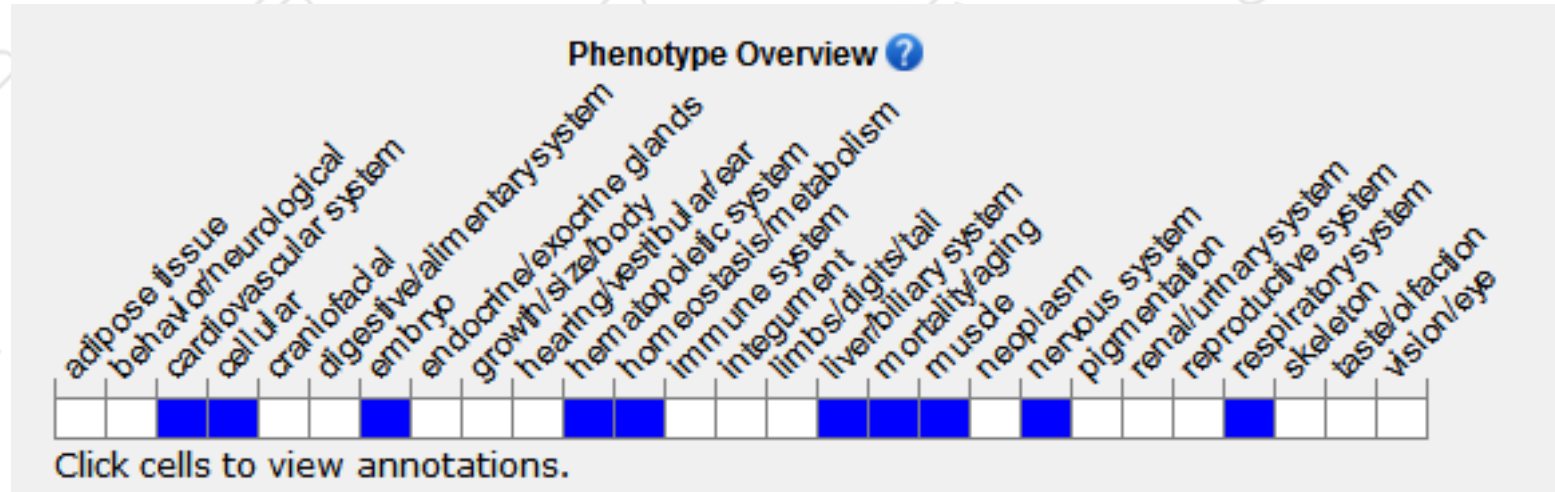 Phenotype Overview ?
adipose tissue
behavior/neurological
cardiovascular system
cellular
craniofacial
digestive/alimentary system
embryo
endocrine/exocrine glands
growth/size/body
hearing/vestibular/ear
hematopoietic system
homeostasis/metabolism
immune system
integument
limbs/digits/tail
liver/biliary system
mortality/aging
muscle
neoplasm
nervous system
pigmentation
renal/urinary system
reproductive system
respiratory system
skeleton
taste/olfaction
vision/eye
Click cells to view annotations.